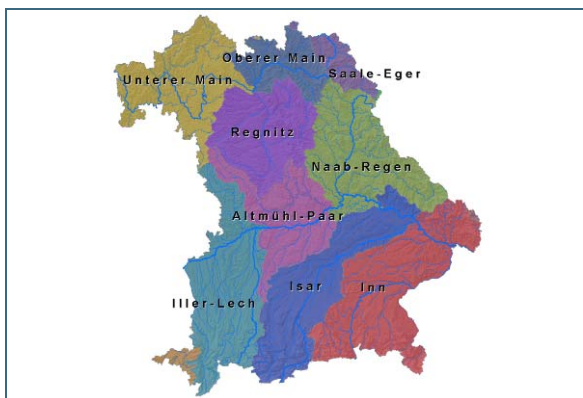 Oberer Main
Unterer Main
Saale-Eger
Regnitz
Naab-Regen
Altmühl-Paar
Isar
Inn
Iller-Lech